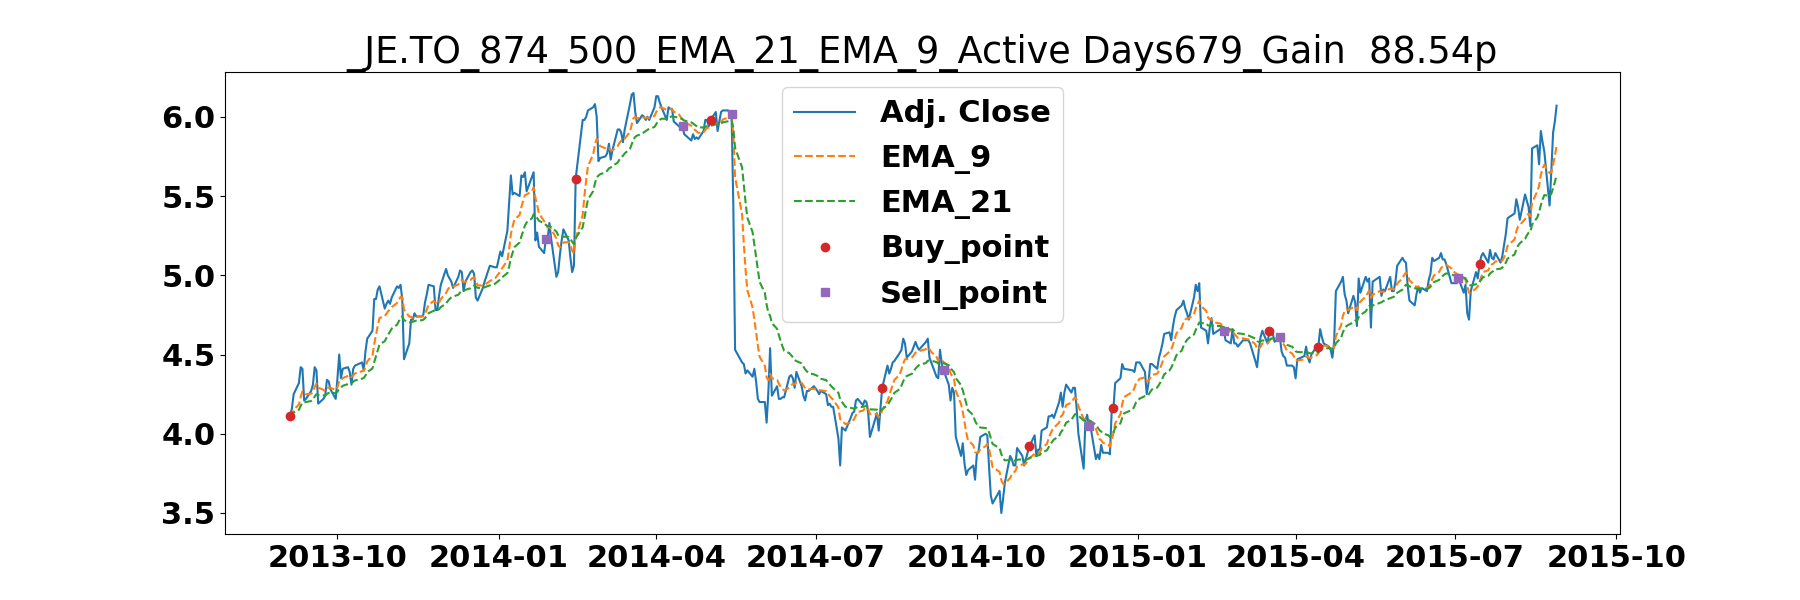 _JE.TO_874_500_EMA_21_EMA_9_Active Days679_Gain  88.54p
Adj. Close
EMA_9
EMA_21
Buy_point
Sell_point
6.0
5.5
5.0
4.5
4.0
3.5
2013-10 2014-01 2014-04 2014-07 2014-10 2015-01 2015-04 2015-07 2015-10